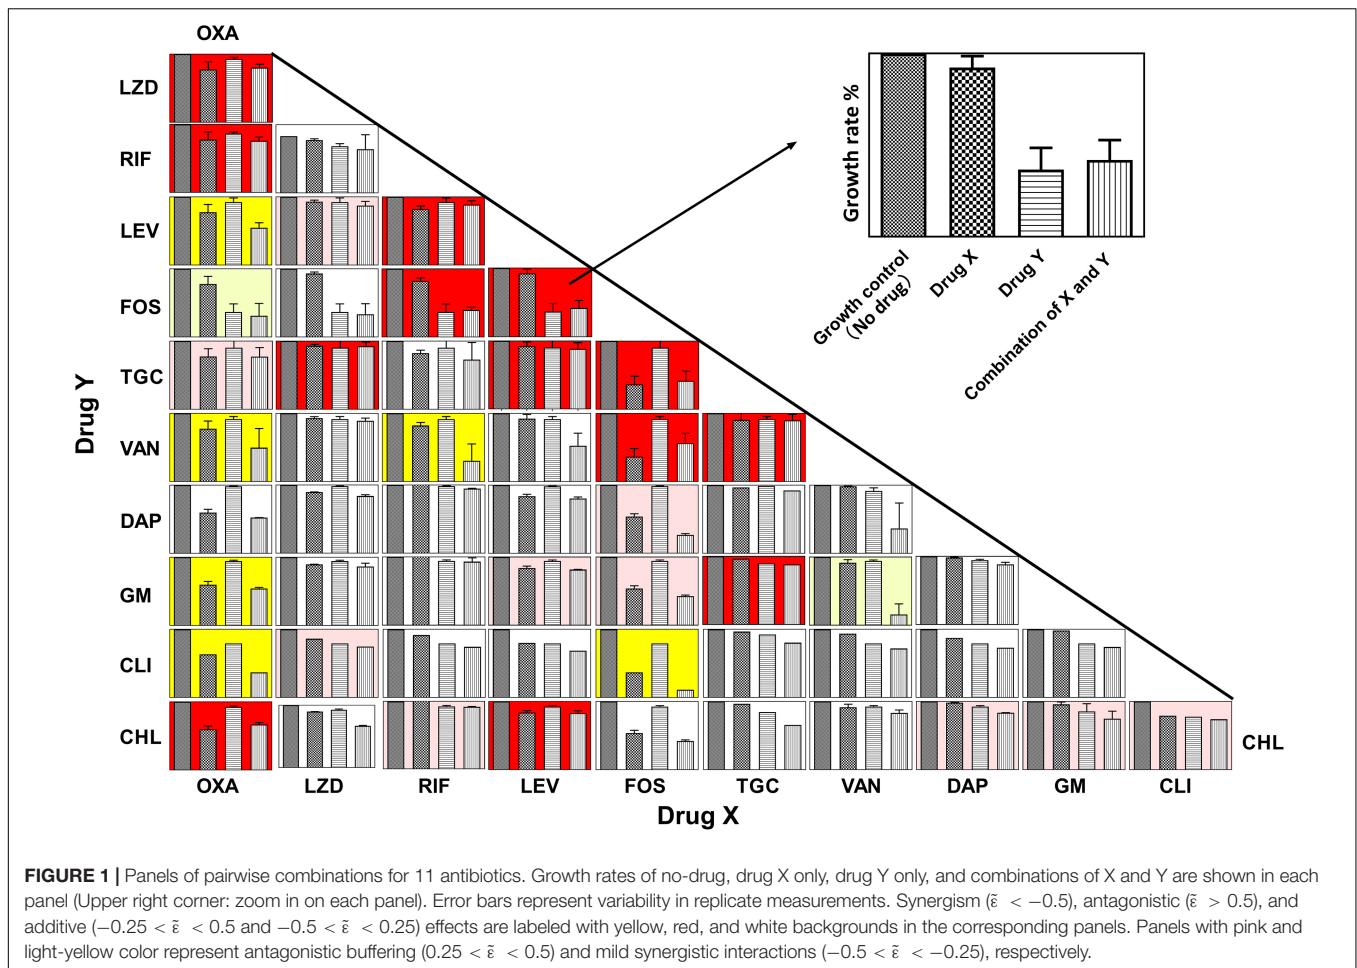 OXA
LZD
RIF
LEV
FOS
TGC
VAN
DAP
GM
CLI
CHL
Drug Y
OXA
LZD
RIF
LEV
FOS
TGC
VAN
DAP
GM
CLI
CHL
Drug X
Growth rate %
Growth control
(No drug)
Drug X
Drug Y
Combination of X and Y
FIGURE 1 | Panels of pairwise combinations for 11 antibiotics. Growth rates of no-drug, drug X only, drug Y only, and combinations of X and Y are shown in each
panel (Upper right corner: zoom in on each panel). Error bars represent variability in replicate measurements. Synergism (ε̃ < −0.5), antagonistic (ε̃ > 0.5), and
additive (−0.25 < ε̃ < 0.5 and −0.5 < ε̃ < 0.25) effects are labeled with yellow, red, and white backgrounds in the corresponding panels. Panels with pink and
light-yellow color represent antagonistic buffering (0.25 < ε̃ < 0.5) and mild synergistic interactions (−0.5 < ε̃ < −0.25), respectively.